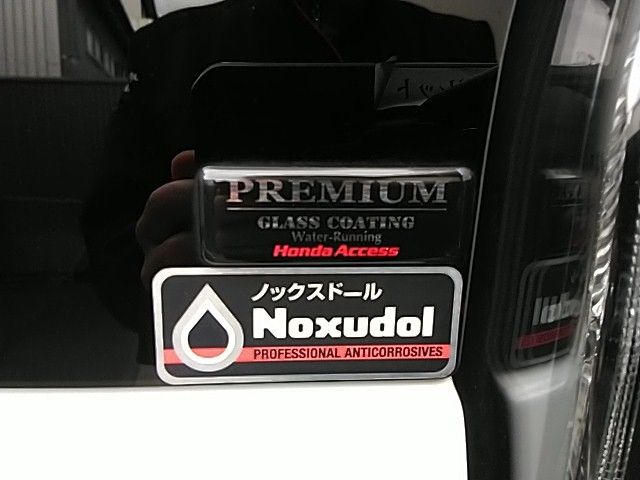 PREMIUM
GLASS COATING
Water-Running
Honda Access
ノックスドール
Noxudol
PROFESSIONAL ANTICORROSIVES